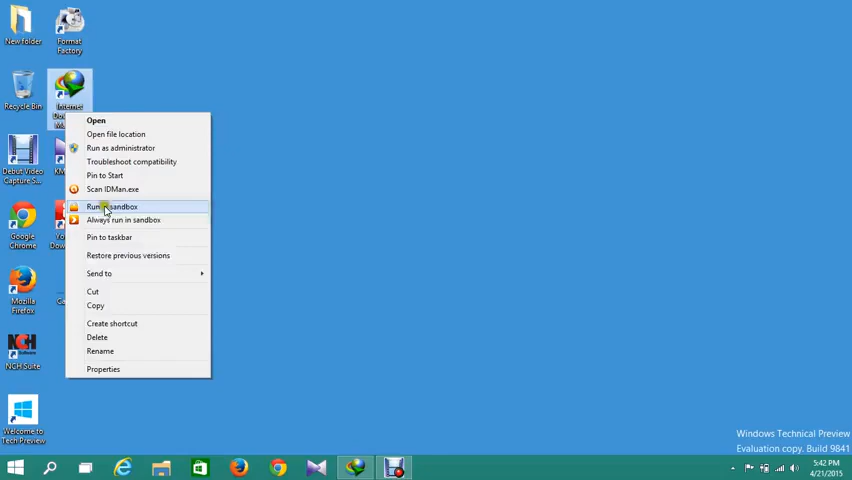 New folder
Format
Factory
Recycle Bin
Internet
Open
Open file location
Run as administrator
Troubleshoot compatibility
Pin to Start
Scan IDMan.exe
Run sandbox
Always run in sandbox
Pin to taskbar
Restore previous versions
Send to
Cut
Copy
Create shortcut
Delete
Rename
Properties
Debut Video
Capture S...
Google
Chrome
Mozilla
Firefox
NCH
Software
NCH Suite
Welcome to
Tech Preview
Windows Technical Preview
Evaluation copy. Build 9841
5:42 PM
4/21/2015